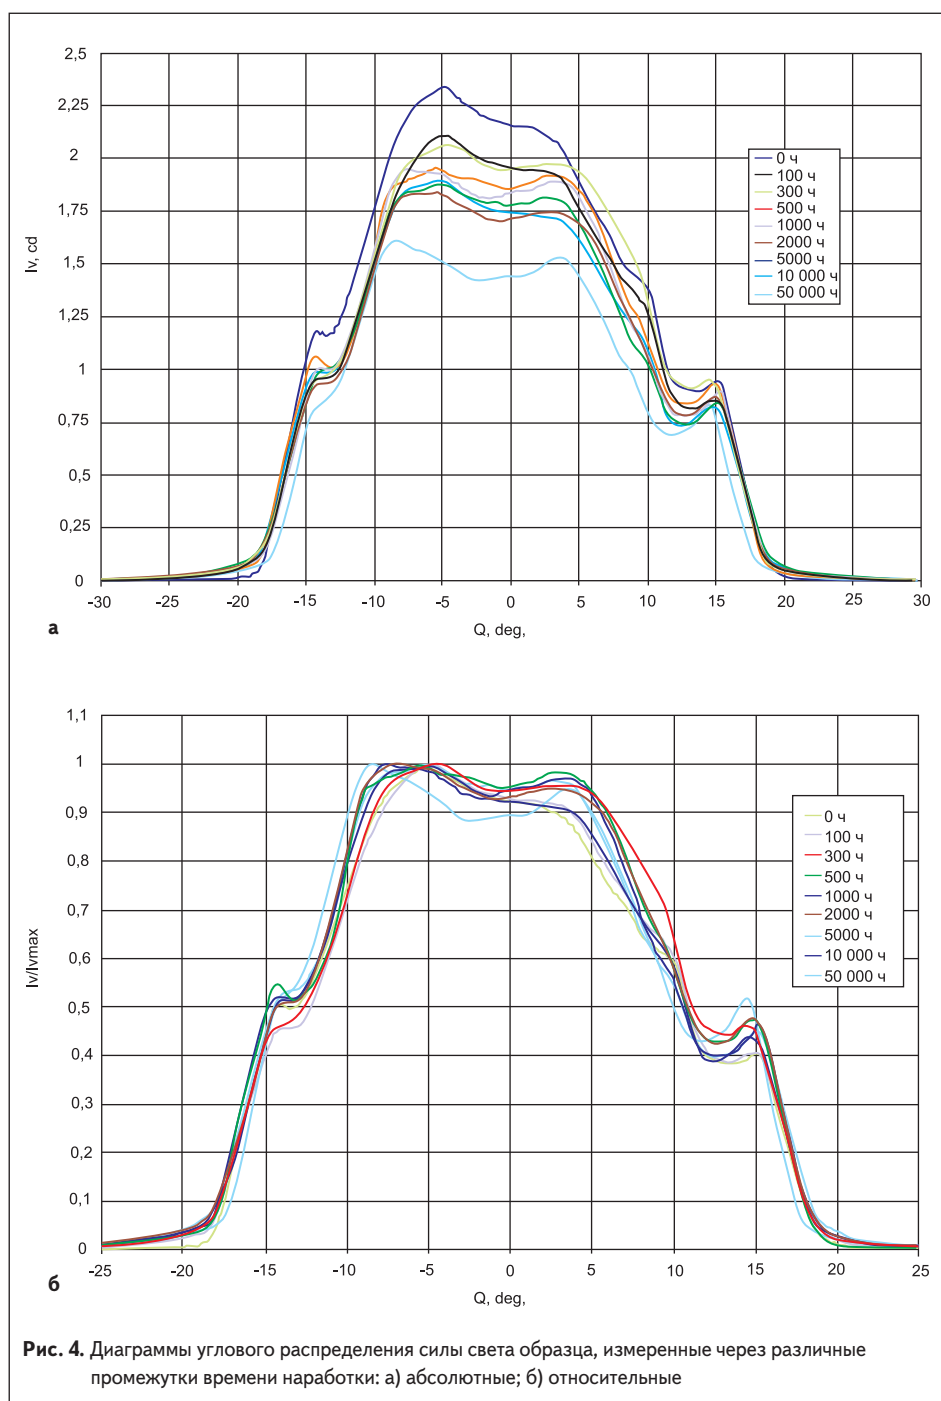 2,5
2,25
2
1,75
1,5
1,25
1
0,75
0,5
0,25
0
Iv, cd
-30 -25 -20 -15 -10 -5 0 5 10 15 20 25 30
Q, deg,
0 ч
100 ч
300 ч
500 ч
1000 ч
2000 ч
5000 ч
10 000 ч
50 000 ч
а
1,1
1
0,9
0,8
0,7
0,6
0,5
0,4
0,3
0,2
0,1
0
Iv/Ivmax
-25 -20 -15 -10 -5 0 5 10 15 20 25
Q, deg,
0 ч
100 ч
300 ч
500 ч
1000 ч
2000 ч
5000 ч
10 000 ч
50 000 ч
б
Рис. 4. Диаграммы углового распределения силы света образца, измеренные через различные
промежутки времени наработки: а) абсолютные; б) относительные